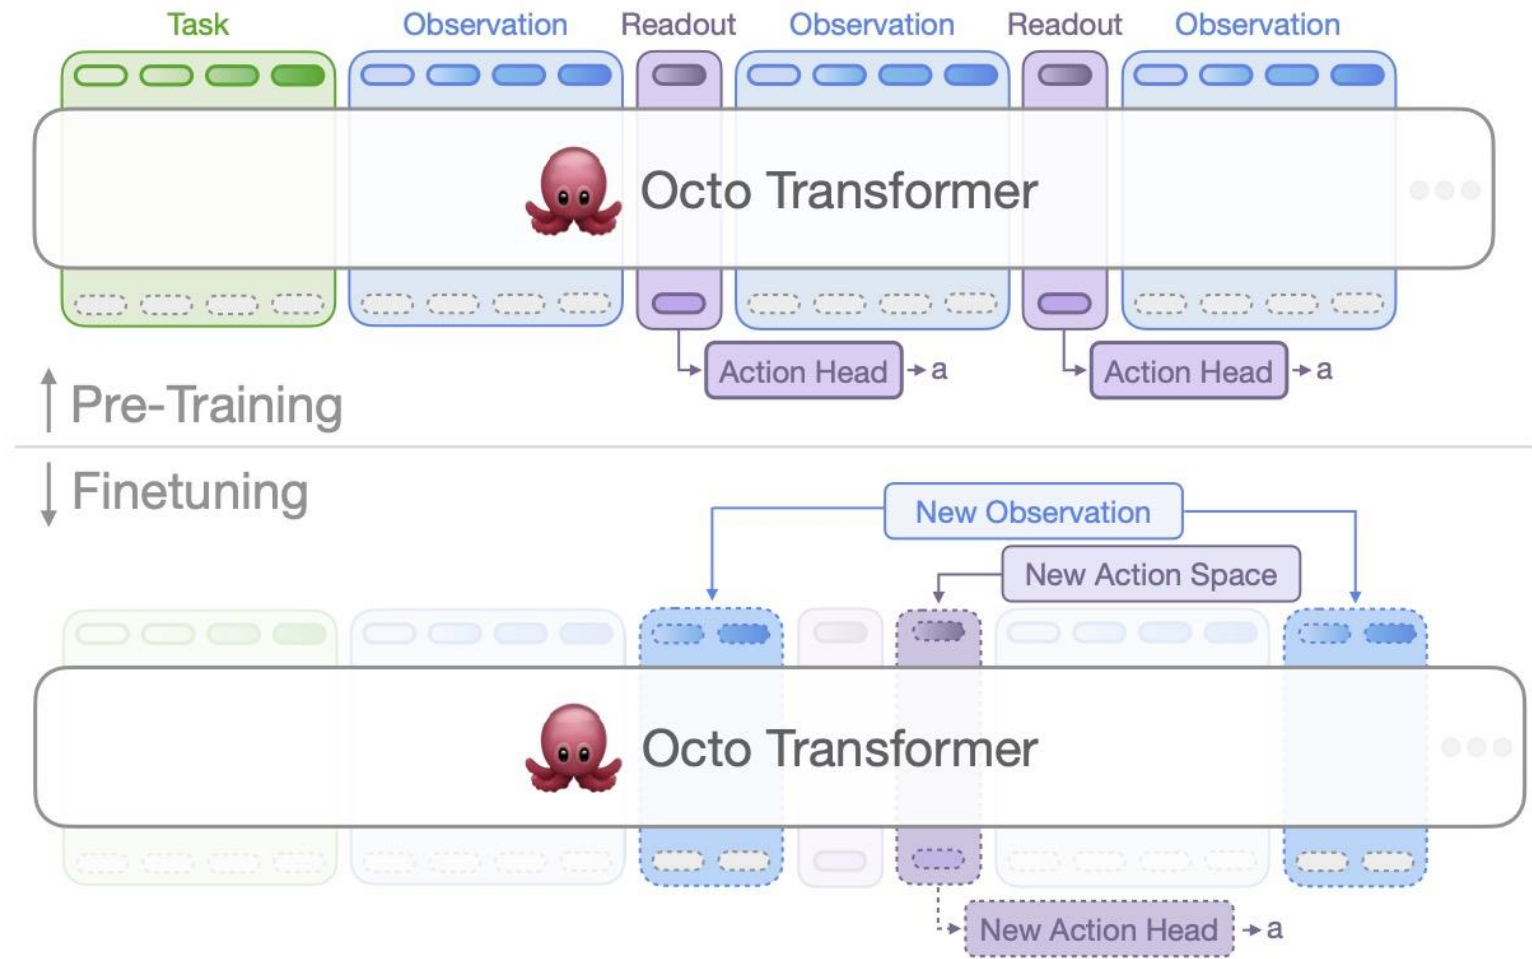 Task Observation Readout Observation Readout Observation
Octo Transformer
Action Head a Action Head a
Pre-Training
Finetuning
New Observation
New Action Space
Octo Transformer
New Action Head a